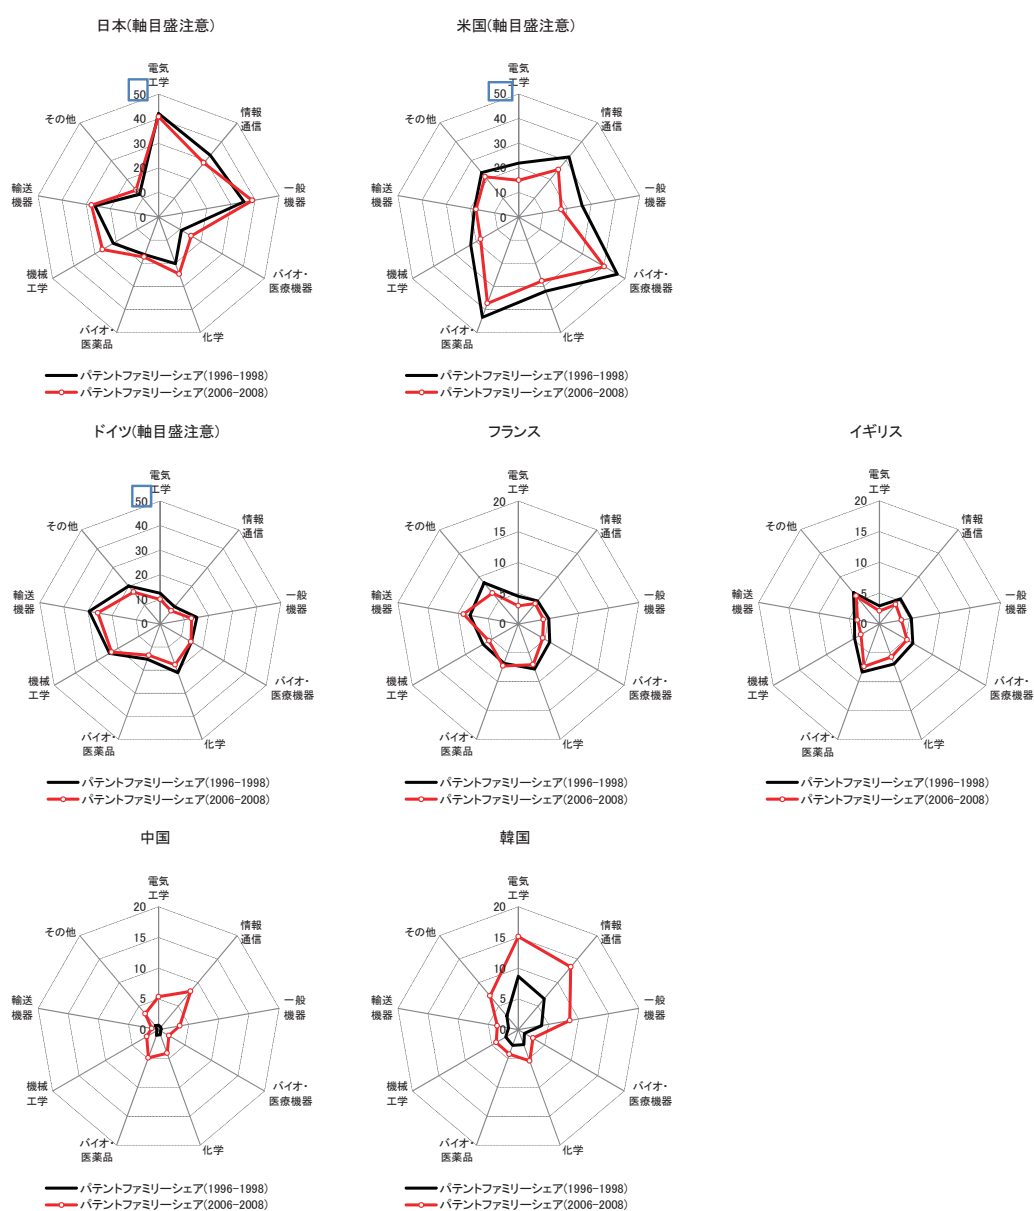 日本(軸目盛注意)
電気
工学
情報
通信
一般
機器
バイオ・
医療機器
化学
バイオ・
医薬品
機械
工学
輸送
機器
その他
50
40
30
20
10
0
パテントファミリーシェア(1996-1998)
パテントファミリーシェア(2006-2008)
米国(軸目盛注意)
電気
工学
情報
通信
一般
機器
バイオ・
医療機器
化学
バイオ・
医薬品
機械
工学
輸送
機器
その他
50
40
30
20
10
0
パテントファミリーシェア(1996-1998)
パテントファミリーシェア(2006-2008)
ドイツ(軸目盛注意)
電気
工学
情報
通信
一般
機器
バイオ・
医療機器
化学
バイオ・
医薬品
機械
工学
輸送
機器
その他
50
40
30
20
10
0
パテントファミリーシェア(1996-1998)
パテントファミリーシェア(2006-2008)
フランス
電気
工学
情報
通信
一般
機器
バイオ・
医療機器
化学
バイオ・
医薬品
機械
工学
輸送
機器
その他
20
15
10
5
0
パテントファミリーシェア(1996-1998)
パテントファミリーシェア(2006-2008)
イギリス
電気
工学
情報
通信
一般
機器
バイオ・
医療機器
化学
バイオ・
医薬品
機械
工学
輸送
機器
その他
20
15
10
5
0
パテントファミリーシェア(1996-1998)
パテントファミリーシェア(2006-2008)
中国
電気
工学
情報
通信
一般
機器
バイオ・
医療機器
化学
バイオ・
医薬品
機械
工学
輸送
機器
その他
20
15
10
5
0
パテントファミリーシェア(1996-1998)
パテントファミリーシェア(2006-2008)
韓国
電気
工学
情報
通信
一般
機器
バイオ・
医療機器
化学
バイオ・
医薬品
機械
工学
輸送
機器
その他
20
15
10
5
0
パテントファミリーシェア(1996-1998)
パテントファミリーシェア(2006-2008)